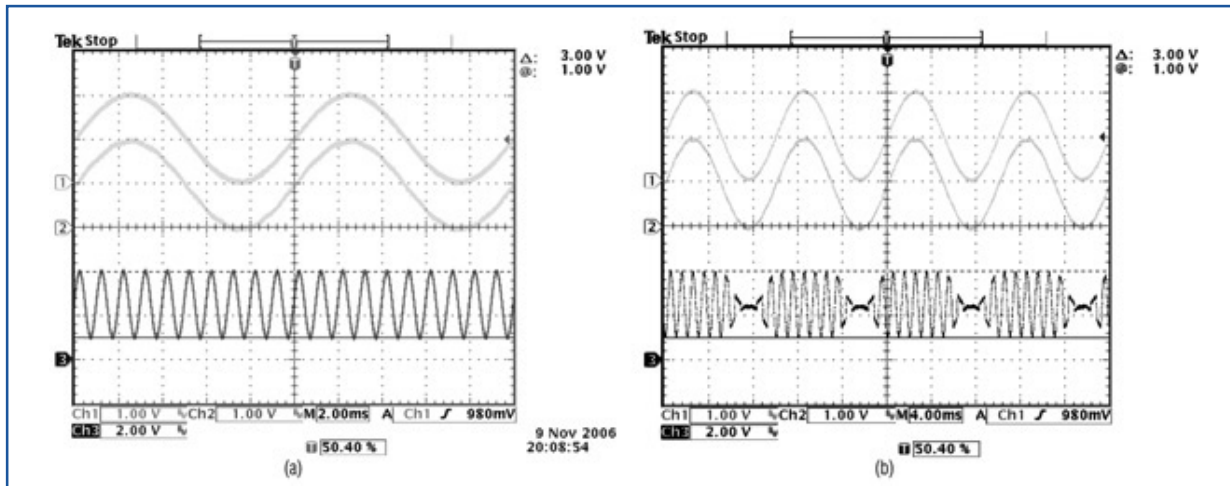 Tek Stop
T
T
Δ: 3.00 V
@: 1.00 V
1
2
3
Ch1 1.00 V Ch2 1.00 V M 2.00ms A Ch1 980mV
Ch3 2.00 V
T 50.40 %
9 Nov 2006
20:08:54
(a)
Tek Stop
T
T
Δ: 3.00 V
@: 1.00 V
1
2
3
Ch1 1.00 V Ch2 1.00 V M 4.00ms A Ch1 980mV
Ch3 2.00 V
T 50.40 %
(b)